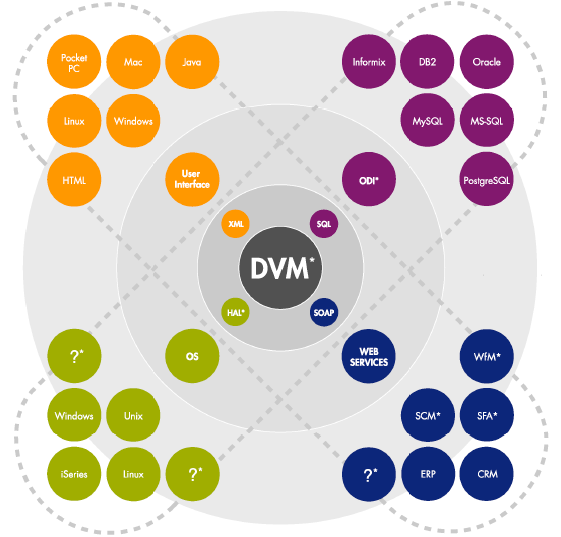 Pocket
PC
Mac
Java
Informix
DB2
Oracle
Linux
Windows
MySQL
MS-SQL
HTML
User
Interface
ODI*
PostgreSQL
XML
SQL
DVM*
HAL*
SOAP
?*
OS
WEB
SERVICES
WfM*
Windows
Unix
SCM*
SFA*
iSeries
Linux
?*
?*
ERP
CRM